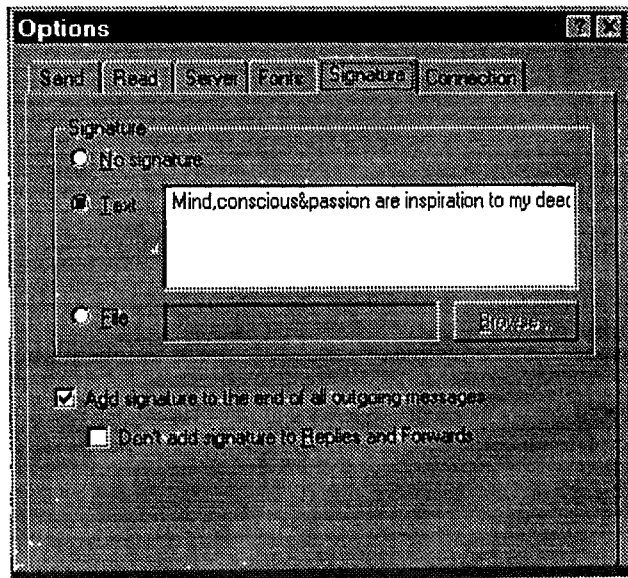 Options
Send Read Server Fonts Signature Connection
Signature
No signature
Text
Mind,conscious&passion are inspiration to my
File
Browse...
Add signature to the end of all outgoing messages
Don't add signature to Replies and Forwards